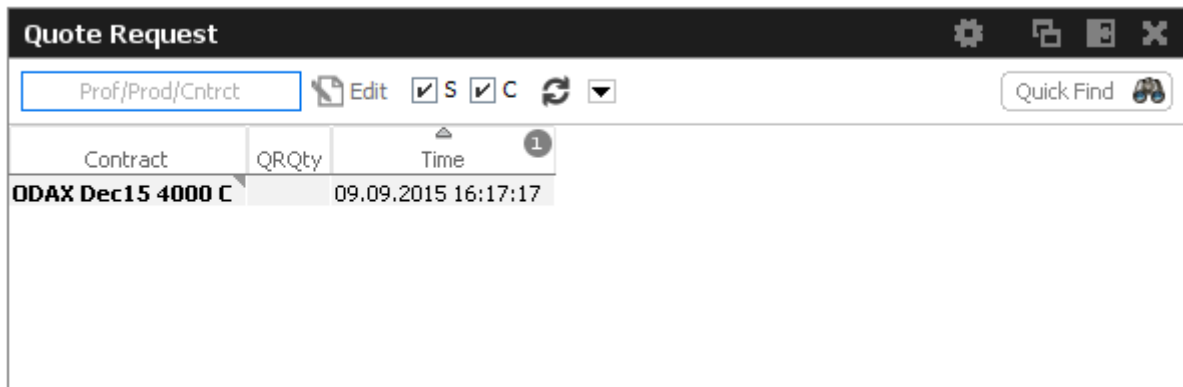 Quote Request
Prof/Prod/Cntrct Edit S C Quick Find
Contract QRQty Time 1
ODAX Dec15 4000 C 09.09.2015 16:17:17